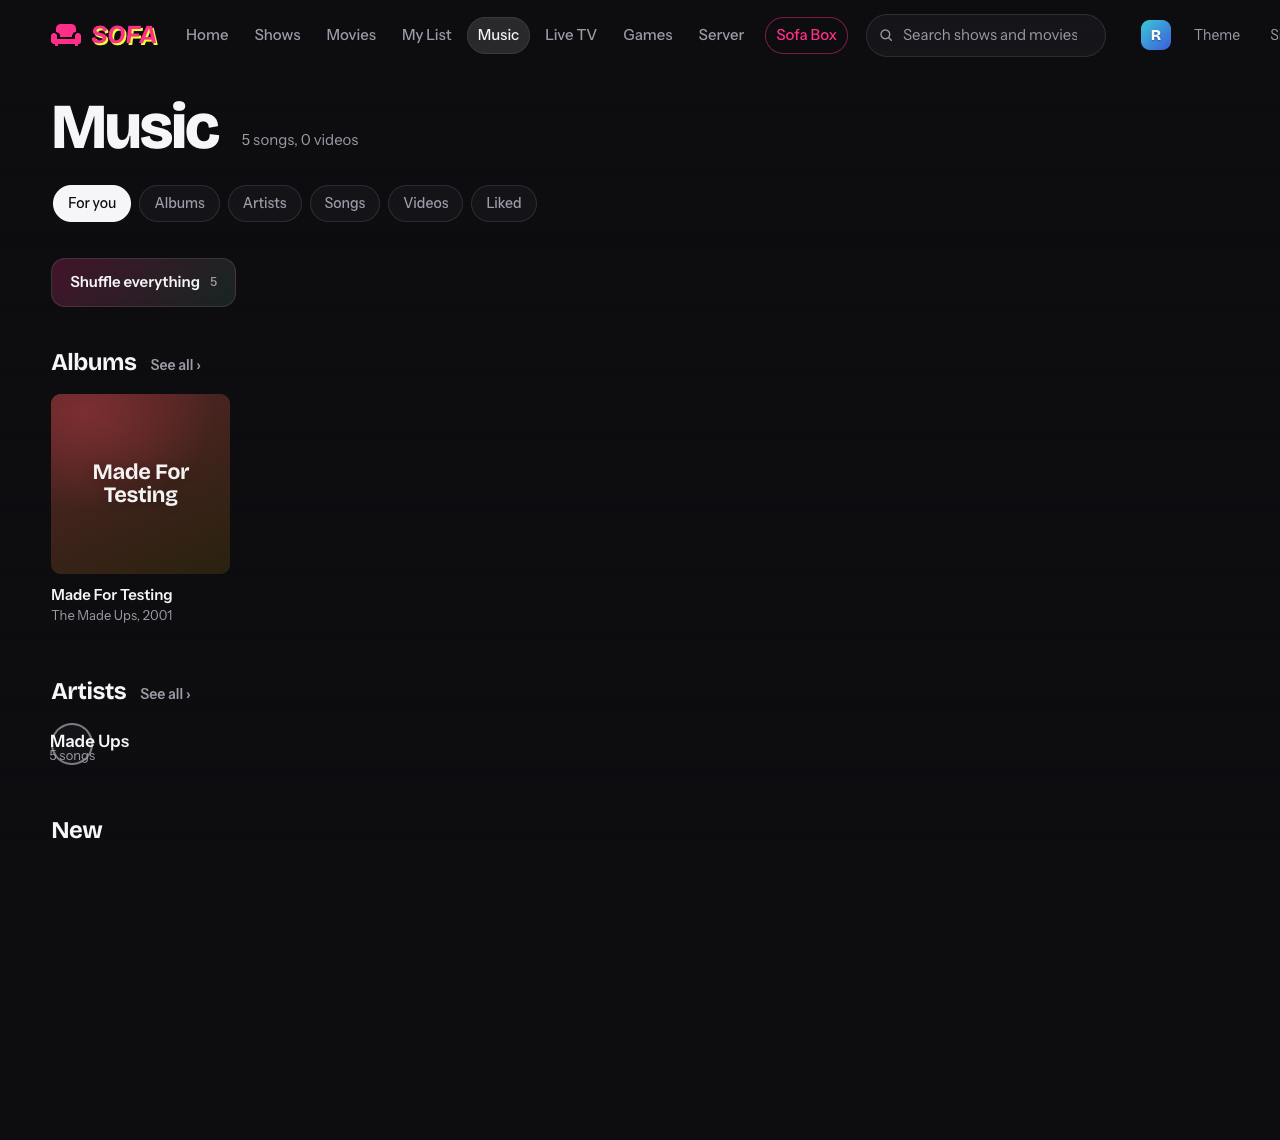 SOFA Home Shows Movies My List Music Live TV Games Server Sofa Box Search shows and movies R Theme
Music 5 songs, 0 videos
For you Albums Artists Songs Videos Liked
Shuffle everything 5
Albums See all ›
Made For
Testing
Made For Testing
The Made Ups, 2001
Artists See all ›
Made Ups
5 songs
New